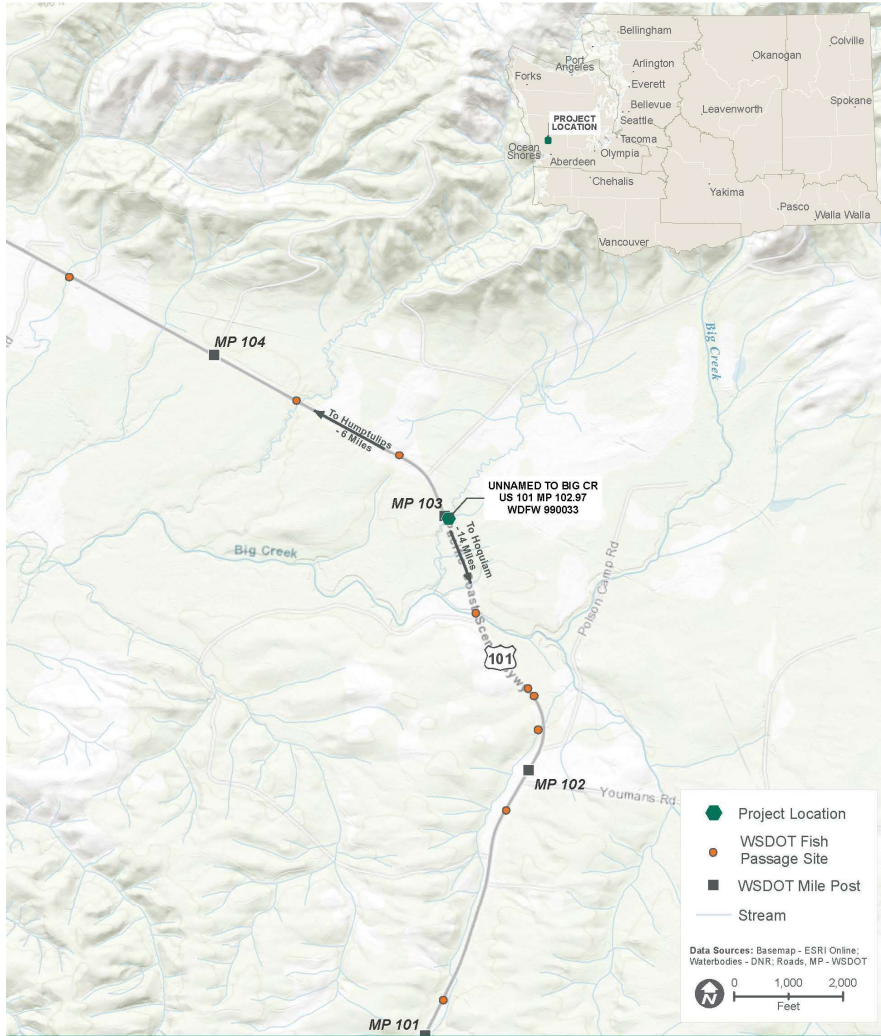 Bellingham
Colville
Okanogan
Port
Angeles
Forks
Arlington
Everett
Spokane
Bellevue
Leavenworth
Seattle
PROJECT
LOCATION
Tacoma
Ocean
Shores
Aberdeen
Olympia
Chehalis
Yakima
Pasco
Walla Walla
Vancouver
Big Creek
MP 104
To Humptulips
- 6 Miles
UNNAMED TO BIG CR
US 101 MP 102.97
WDFW 990033
MP 103
To Hoquiam
- 14 Miles
Big Creek
Polson Camp Rd
101
MP 102
Youmans Rd
MP 101
Project Location
WSDOT Fish
Passage Site
WSDOT Mile Post
Stream
Data Sources: Basemap - ESRI Online;
Waterbodies - DNR; Roads, MP - WSDOT
N
0 1,000 2,000
Feet